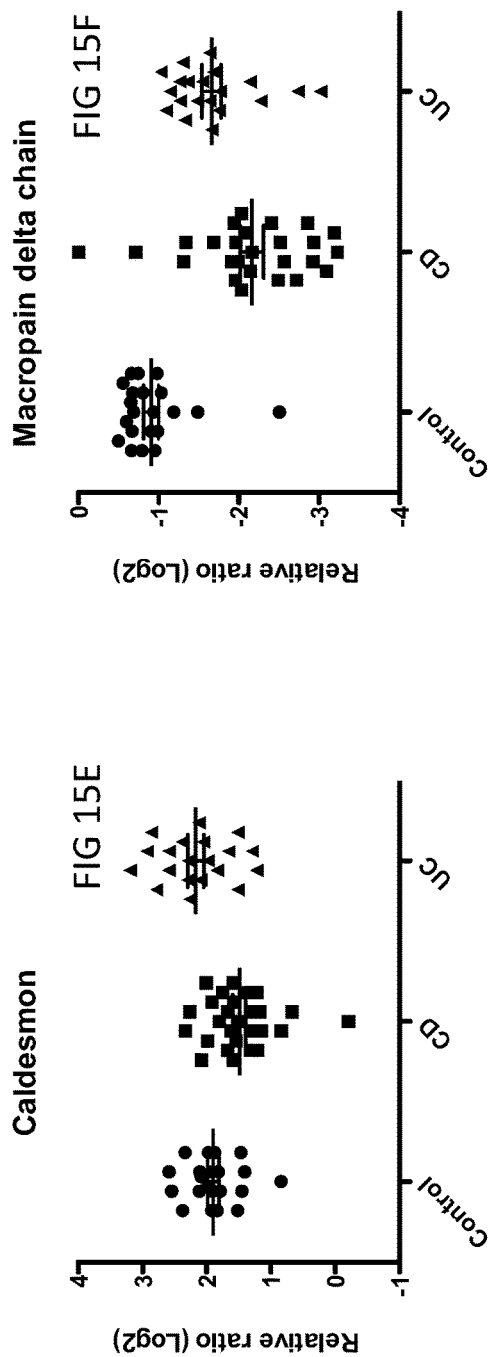 Caldesmon
FIG 15E
Relative ratio (Log2)
4
3
2
1
0
-1
Control
CD
UC
Macropain delta chain
FIG 15F
Relative ratio (Log2)
0
-1
-2
-3
-4
Control
CD
UC